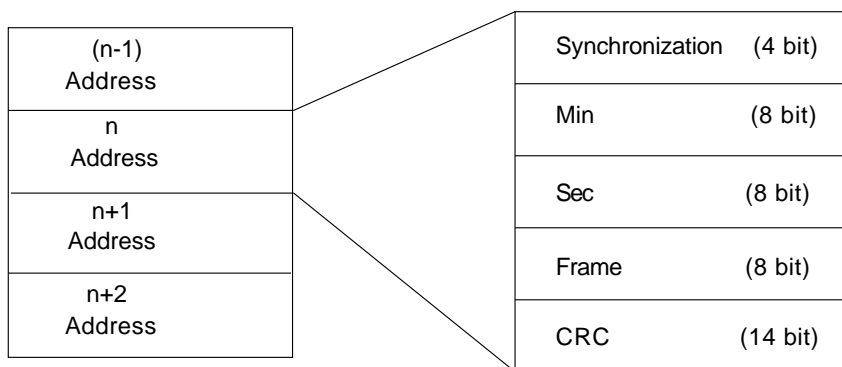 (n-1)
Address
n
Address
n+1
Address
n+2
Address
Synchronization (4 bit)
Min (8 bit)
Sec (8 bit)
Frame (8 bit)
CRC (14 bit)